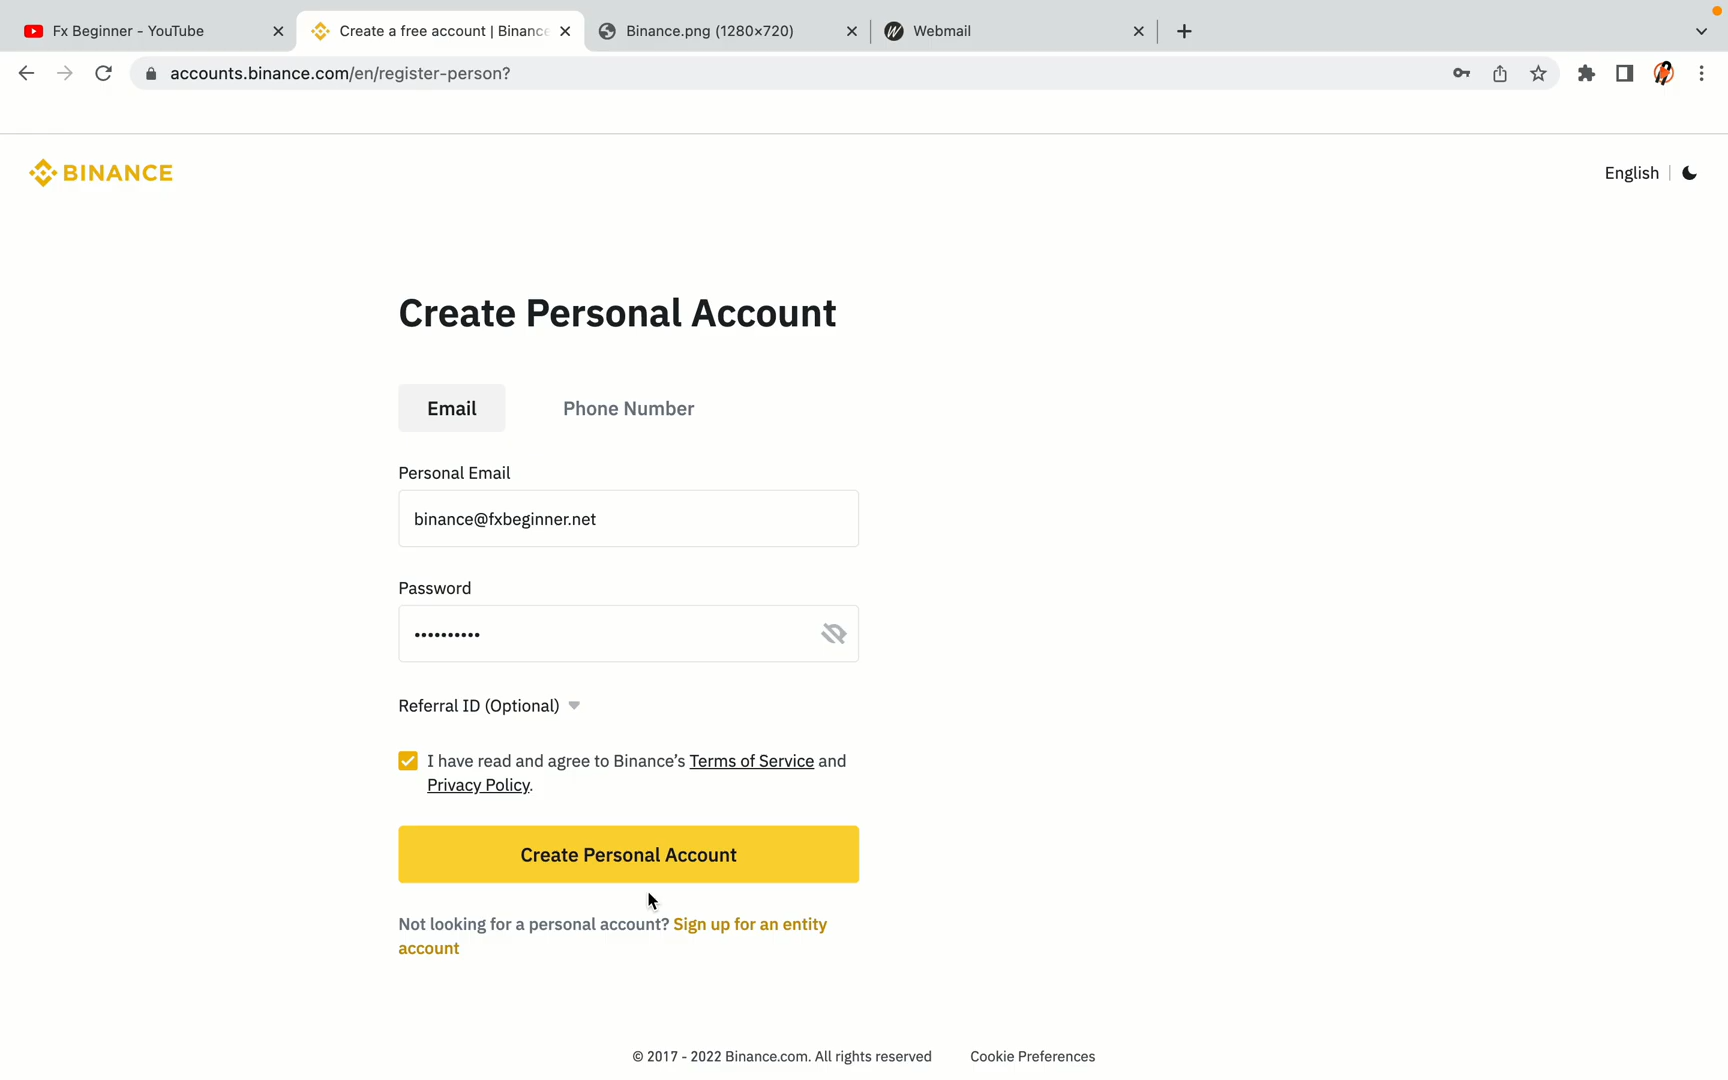 Fx Beginner - YouTube
Create a free account | Binance
Binance.png (1280×720)
Webmail
accounts.binance.com/en/register-person?
BINANCE
English
Create Personal Account
Email
Phone Number
Personal Email
binance@fxbeginner.net
Password
••••••••••
Referral ID (Optional)
I have read and agree to Binance’s Terms of Service and
Privacy Policy.
Create Personal Account
Not looking for a personal account? Sign up for an entity
account
© 2017 - 2022 Binance.com. All rights reserved
Cookie Preferences